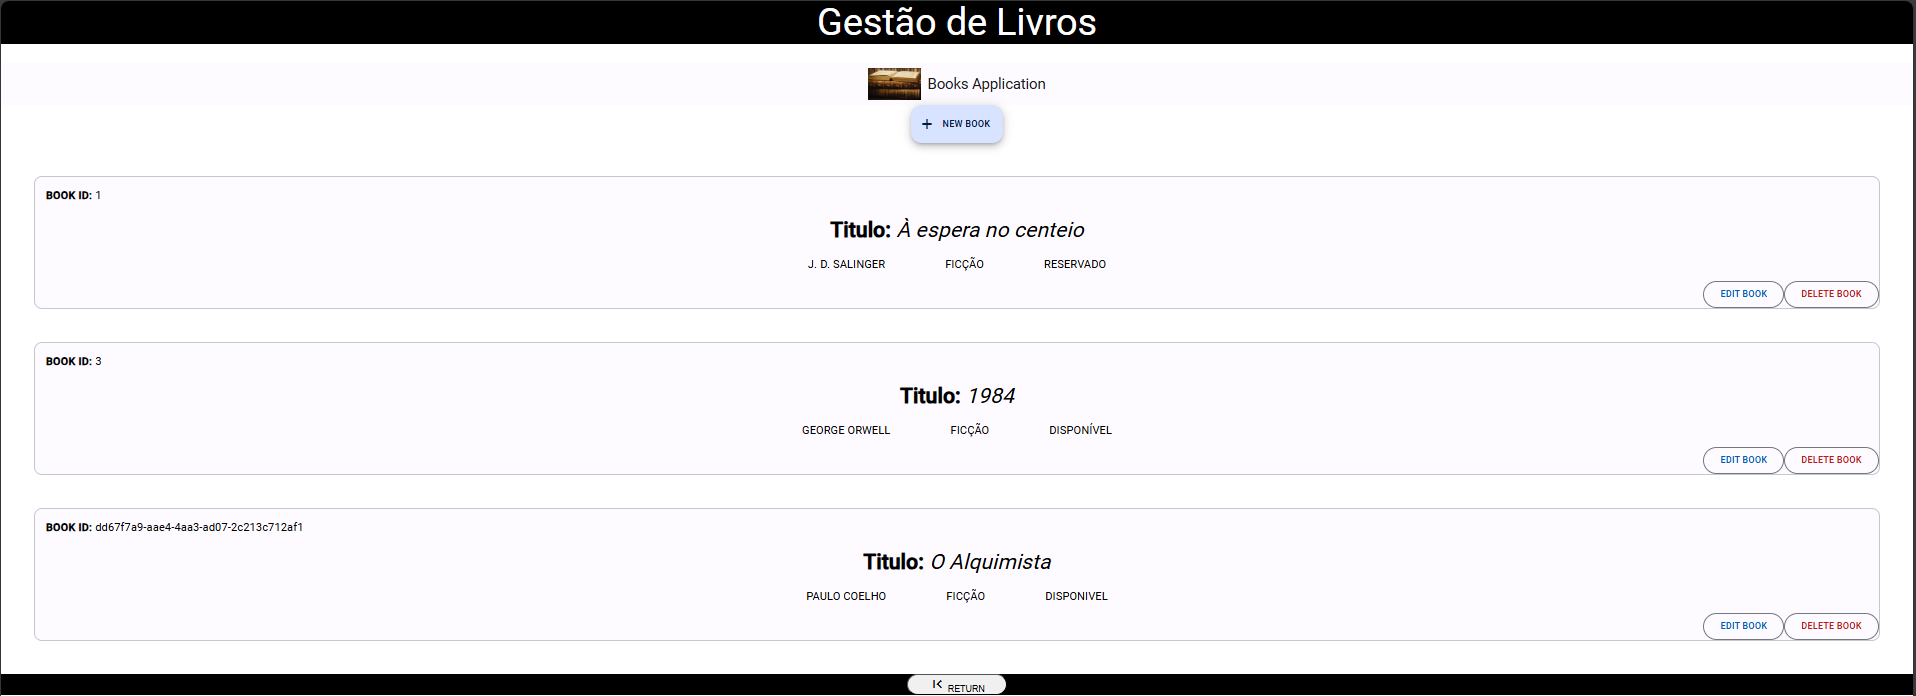 Gestão de Livros
Books Application
+ NEW BOOK
BOOK ID: 1
Titulo: À espera no centeio
J. D. SALINGER FICÇÃO RESERVADO
EDIT BOOK DELETE BOOK
BOOK ID: 3
Titulo: 1984
GEORGE ORWELL FICÇÃO DISPONÍVEL
EDIT BOOK DELETE BOOK
BOOK ID: dd67f7a9-aae4-4aa3-ad07-2c213c712af1
Titulo: O Alquimista
PAULO COELHO FICÇÃO DISPONIVEL
EDIT BOOK DELETE BOOK
RETURN